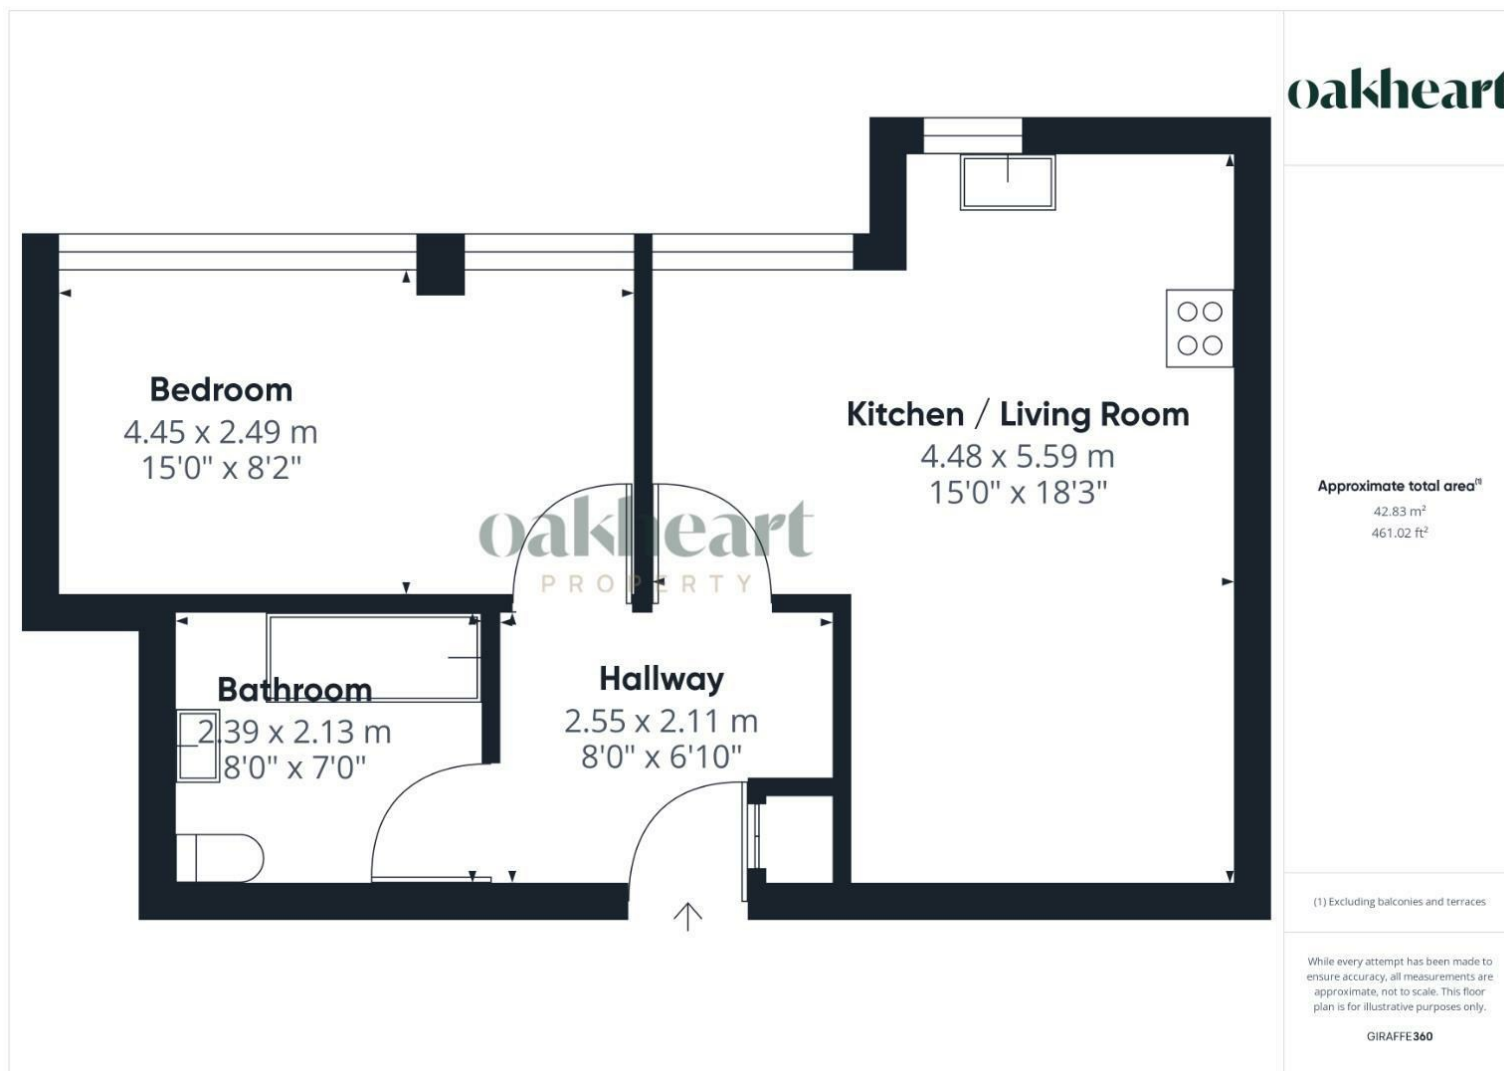 oakheart
Bedroom
4.45 x 2.49 m
15'0" x 8'2"
Kitchen / Living Room
4.48 x 5.59 m
15'0" x 18'3"
oakheart
PROPERTY
Bathroom
2.39 x 2.13 m
8'0" x 7'0"
Hallway
2.55 x 2.11 m
8'0" x 6'10"
Approximate total area(1)
42.83 m²
461.02 ft²
(1) Excluding balconies and terraces
While every attempt has been made to
ensure accuracy, all measurements are
approximate, not to scale. This floor
plan is for illustrative purposes only.
GIRAFFE360